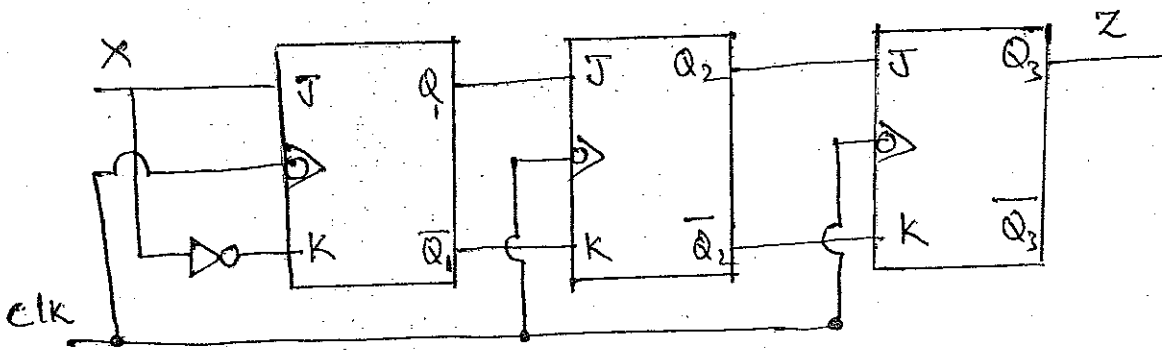 X
Z
J Q₁
J Q₂
J Q₃
K Q̅₁
K Q̅₂
K Q̅₃
Clk